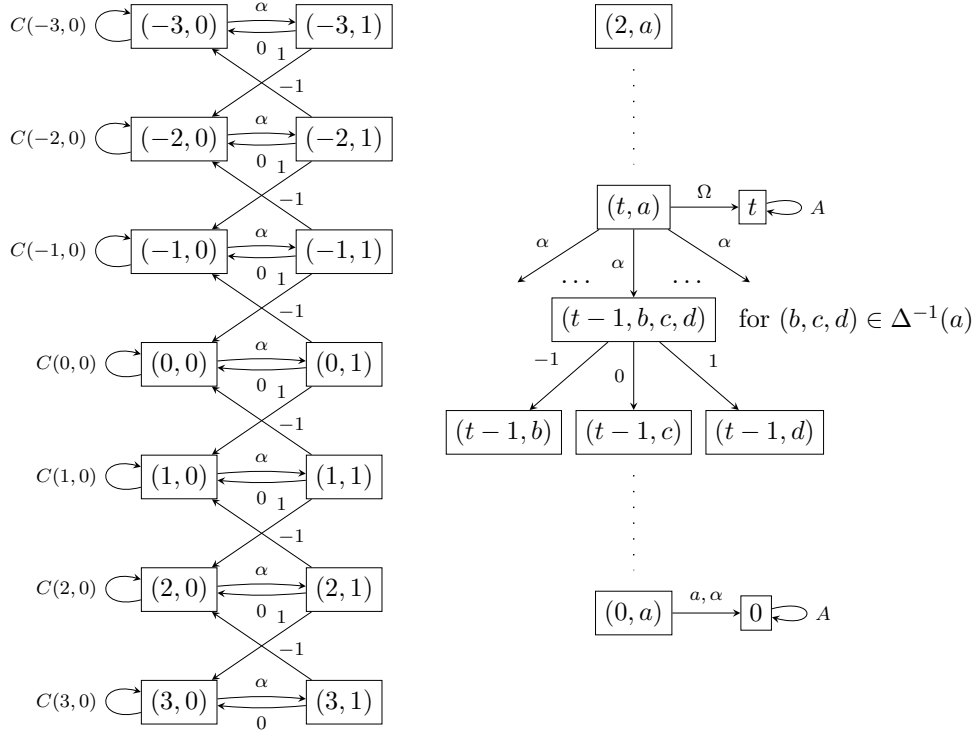 C(−3, 0) (−3, 0) α 0 (−3, 1) (2, a)
1 −1
C(−2, 0) (−2, 0) α 0 (−2, 1)
1 −1
(t, a) Ω t A
α α α
C(−1, 0) (−1, 0) α 0 (−1, 1)
1 −1
... ...
(t − 1, b, c, d) for (b, c, d) ∈ Δ⁻¹(a)
C(0, 0) (0, 0) α 0 (0, 1)
−1 0 1
1 −1
(t − 1, b) (t − 1, c) (t − 1, d)
C(1, 0) (1, 0) α 0 (1, 1)
1 −1
C(2, 0) (2, 0) α 0 (2, 1)
(0, a) a, α 0 A
1 −1
C(3, 0) (3, 0) α 0 (3, 1)